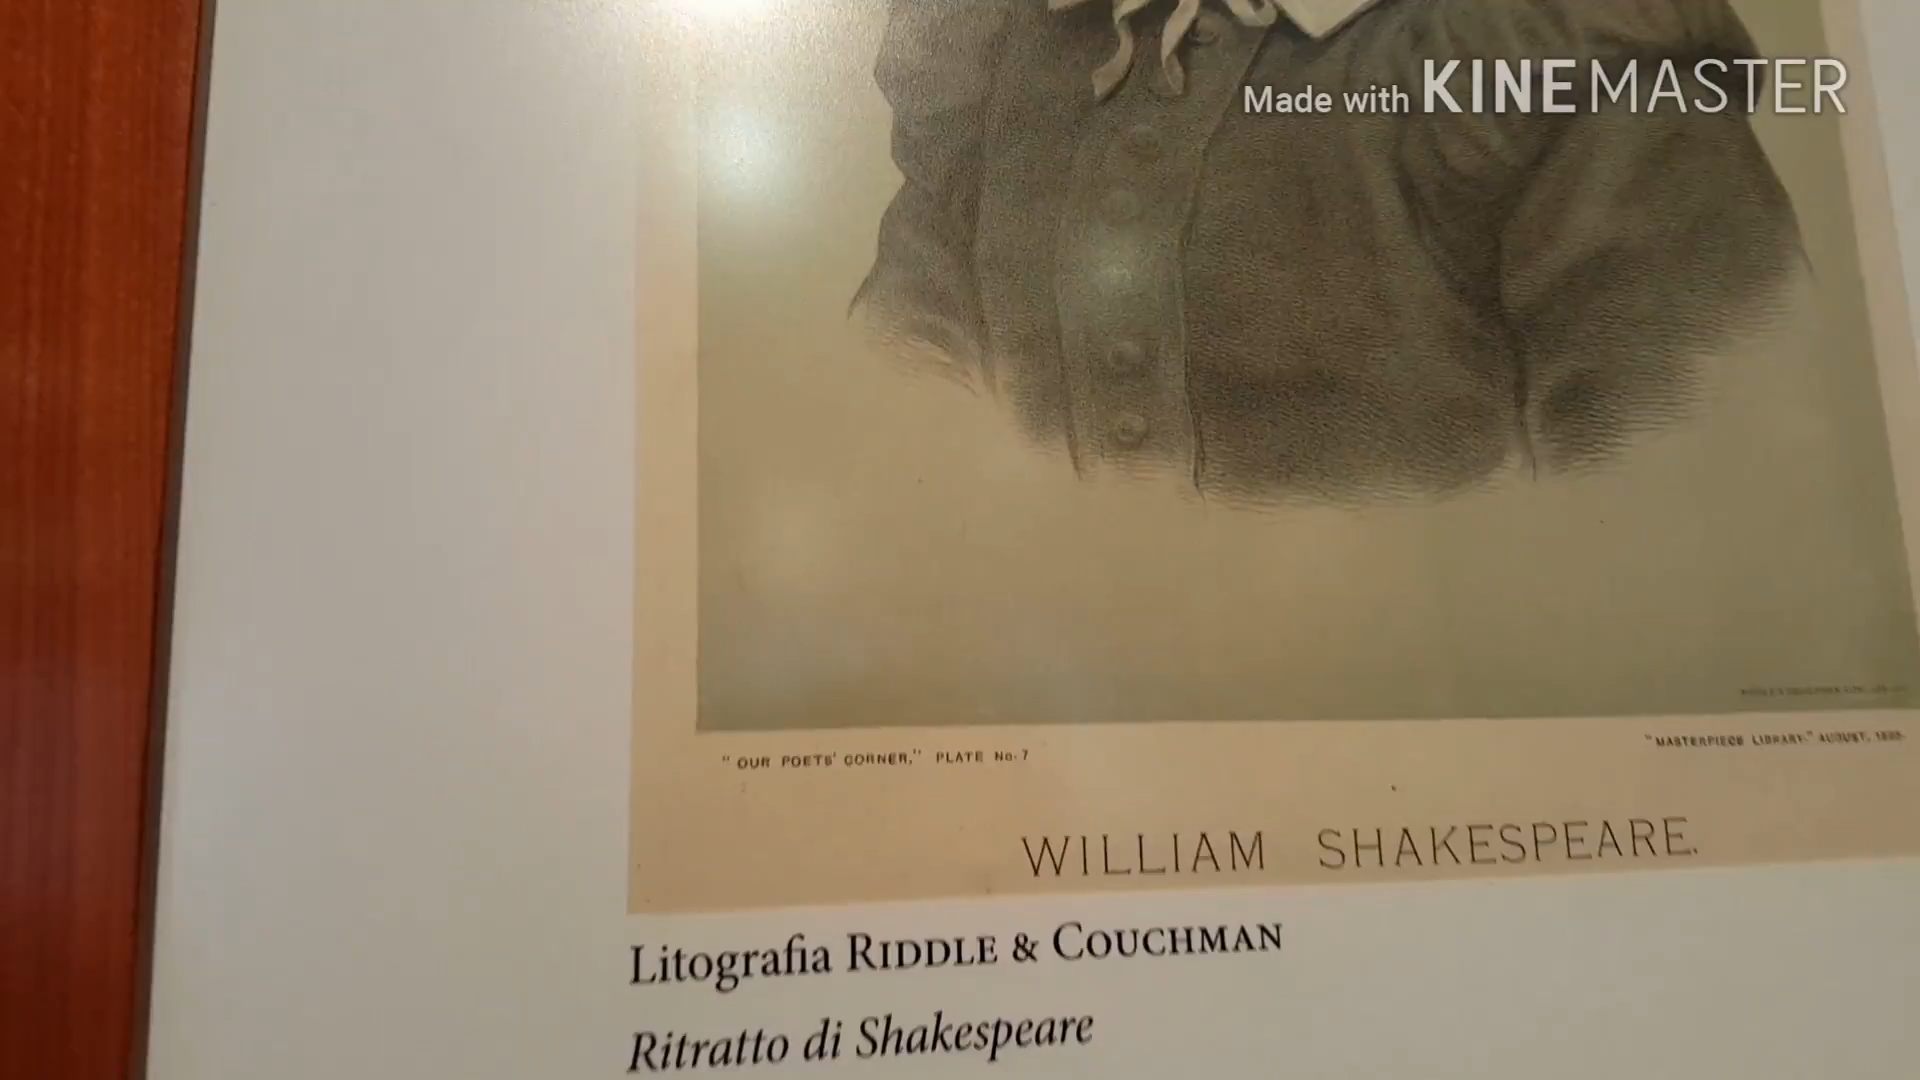 Made with KINEMASTER
"OUR POETS' CORNER," PLATE No. 7
"MASTERPIECE LIBRARY." AUGUST,
WILLIAM SHAKESPEARE.
Litografia RIDDLE & COUCHMAN
Ritratto di Shakespeare